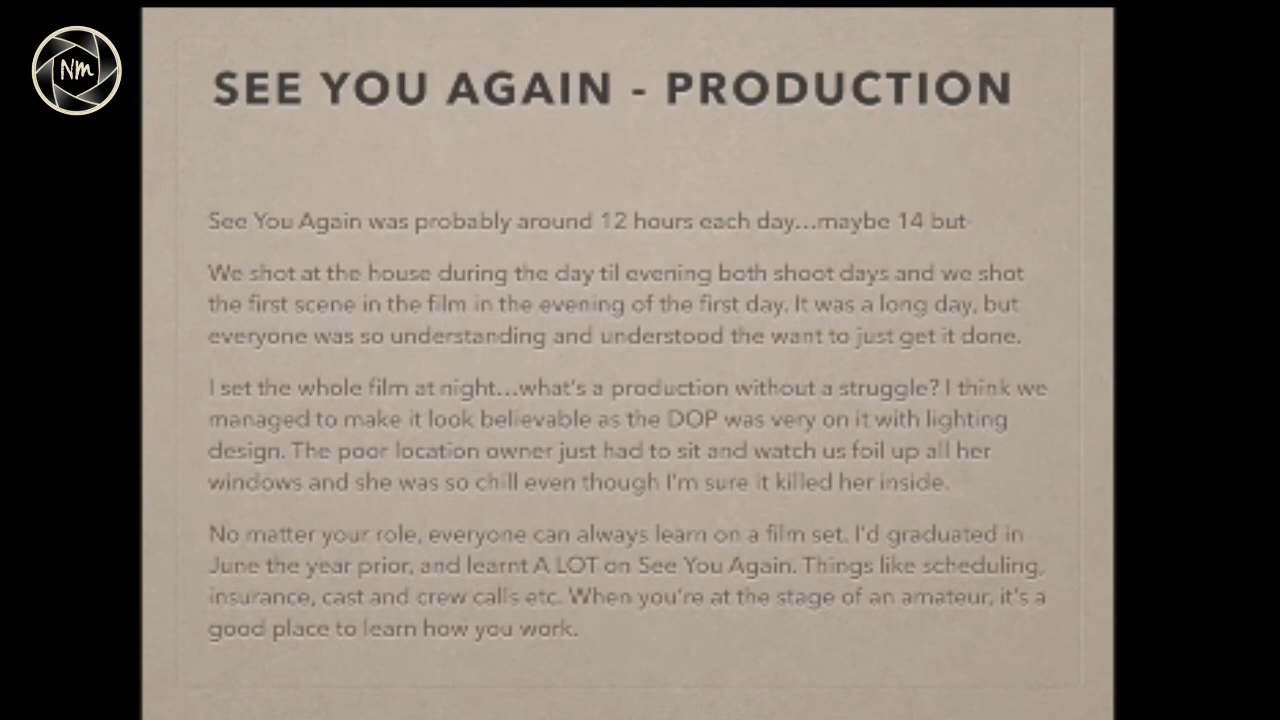 Nm
SEE YOU AGAIN - PRODUCTION
See You Again was probably around 12 hours each day...maybe 14 but
We shot at the house during the day til evening both shoot days and we shot
the first scene in the film in the evening of the first day. It was a long day, but
everyone was so understanding and understood the want to just get it done.
I set the whole film at night...what's a production without a struggle? I think we
managed to make it look believable as the DOP was very on it with lighting
design. The poor location owner just had to sit and watch us foil up all her
windows and she was so chill even though I'm sure it killed her inside.
No matter your role, everyone can always learn on a film set. I'd graduated in
June the year prior, and learnt A LOT on See You Again. Things like scheduling,
insurance, cast and crew calls etc. When you're at the stage of an amateur, it's a
good place to learn how you work.